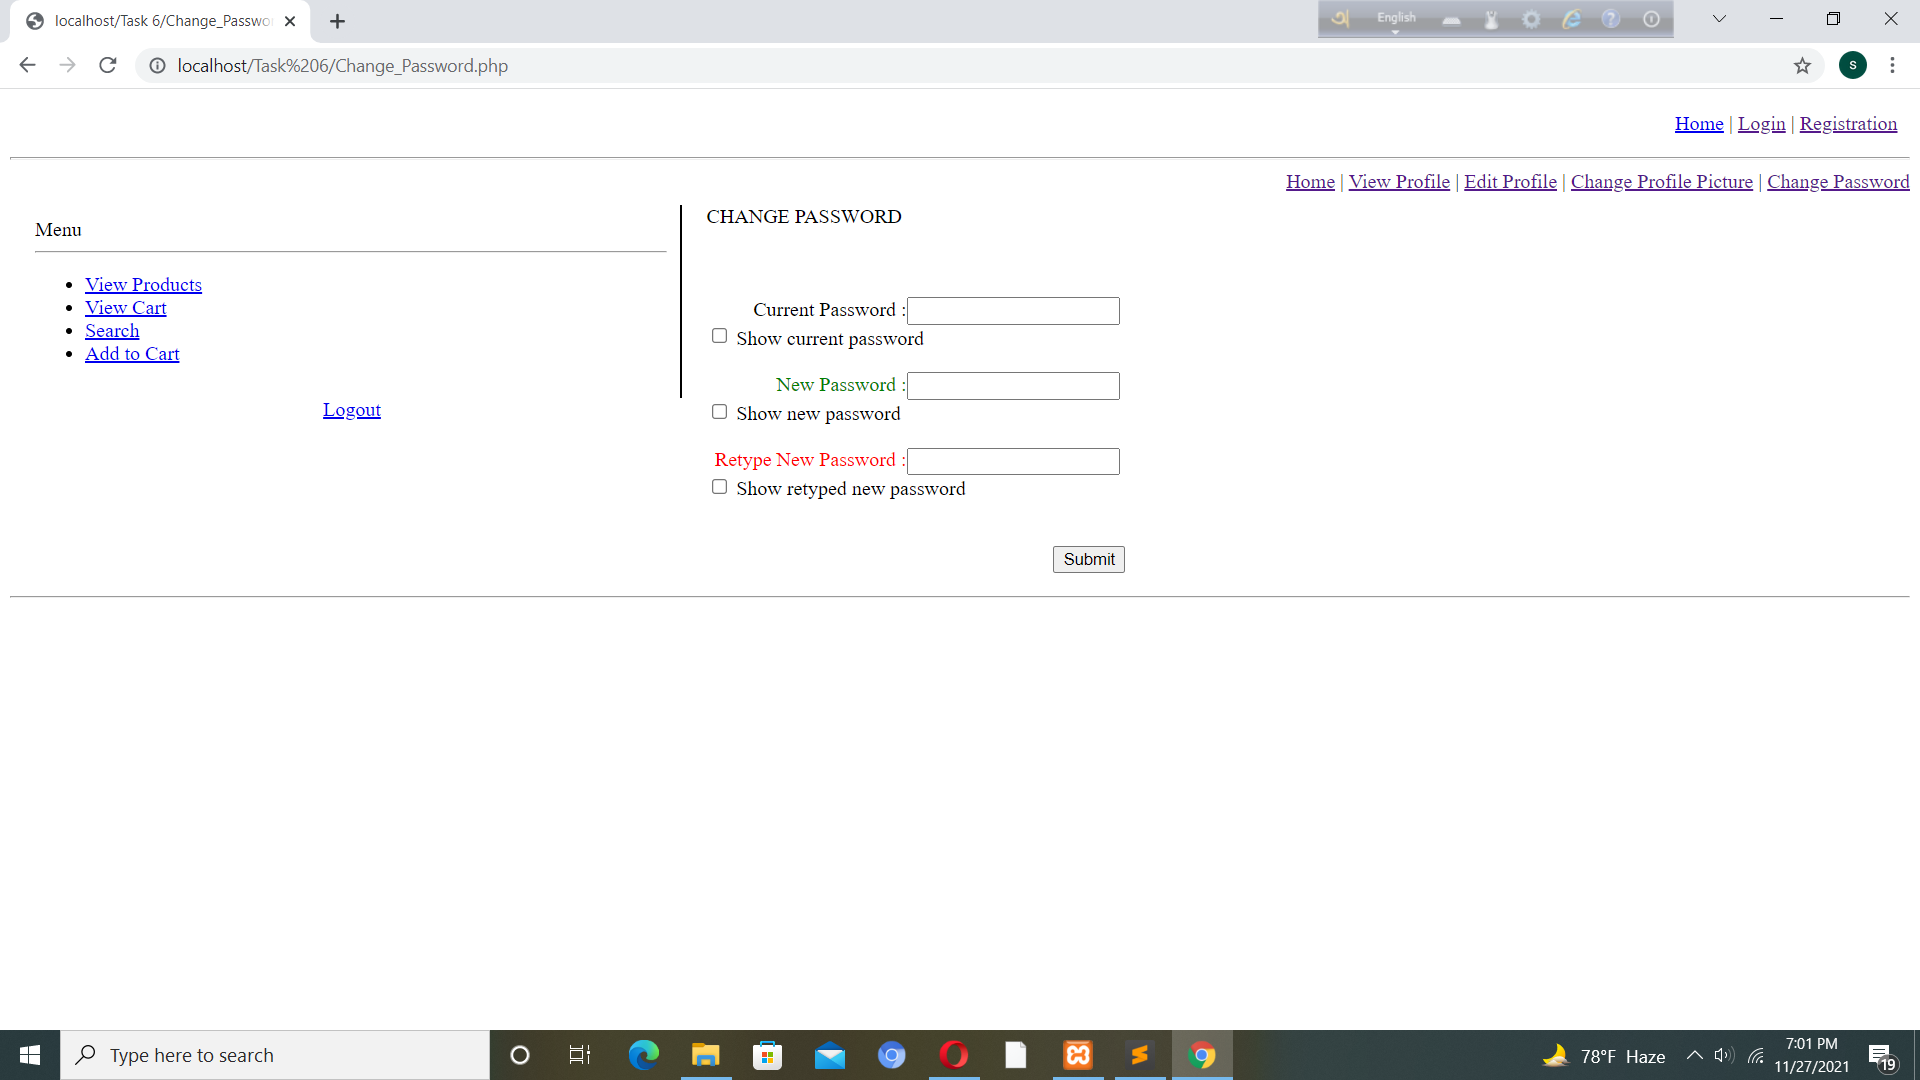 localhost/Task 6/Change_Passwo
English
localhost/Task%206/Change_Password.php
S
Home | Login | Registration
Home | View Profile | Edit Profile | Change Profile Picture | Change Password
Menu
View Products
View Cart
Search
Add to Cart
Logout
CHANGE PASSWORD
Current Password :
Show current password
New Password :
Show new password
Retype New Password :
Show retyped new password
Submit
Type here to search
78°F Haze
7:01 PM
11/27/2021
19